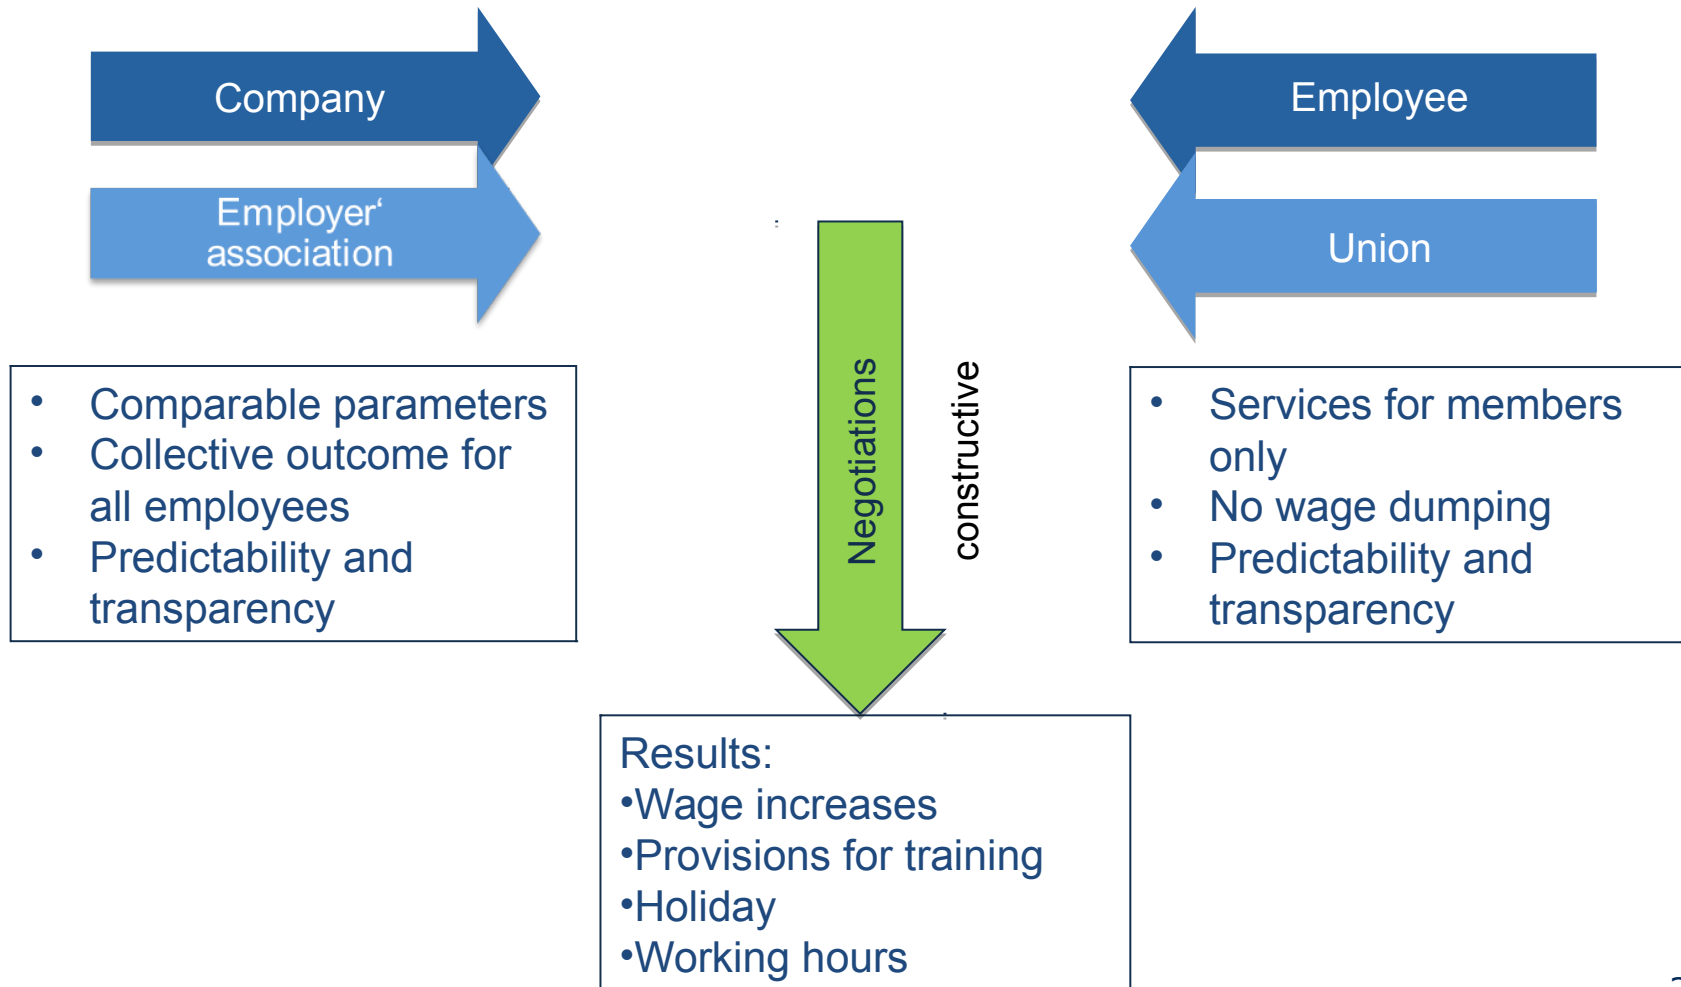 Company
Employer‘
association
Employee
Union
• Comparable parameters
• Collective outcome for
all employees
• Predictability and
transparency
Negotiations
constructive
• Services for members
only
• No wage dumping
• Predictability and
transparency
Results:
•Wage increases
•Provisions for training
•Holiday
•Working hours